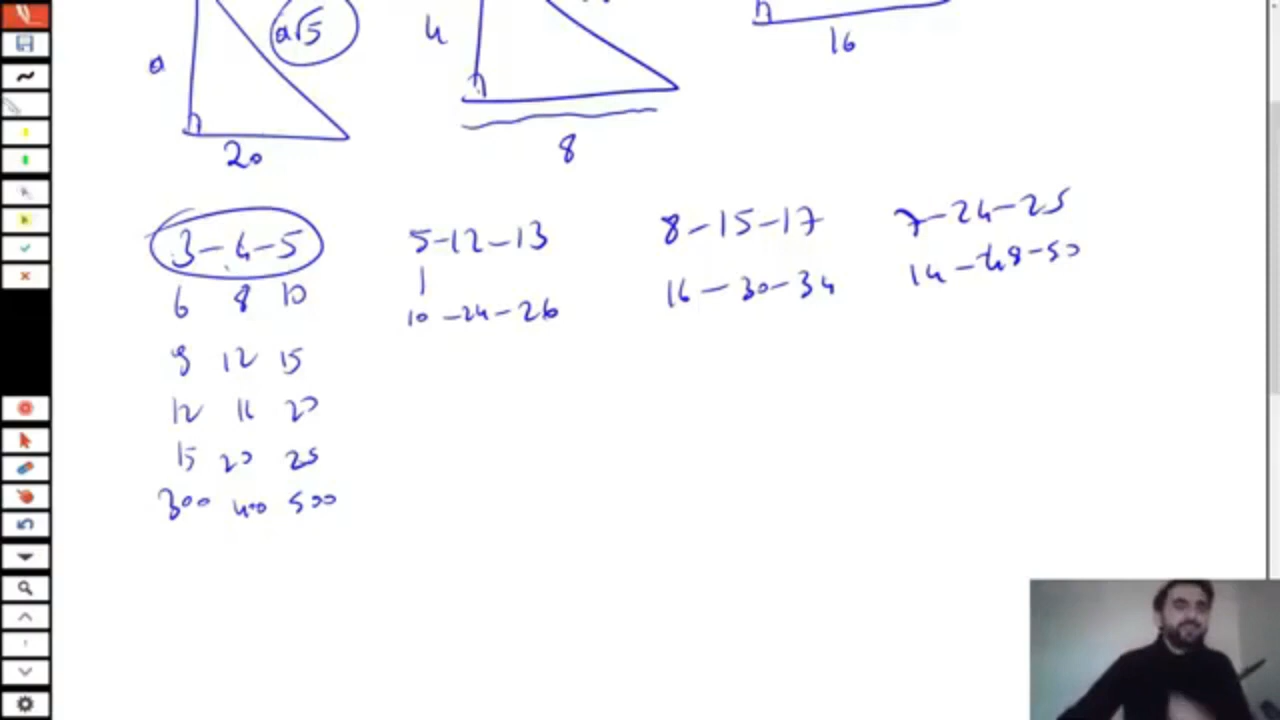 a√5
a
20
4
8
16
3-4-5
6 8 10
9 12 15
12 16 20
15 20 25
300 400 500
5-12-13
10-24-26
8-15-17
16-30-34
7-24-25
14-48-50